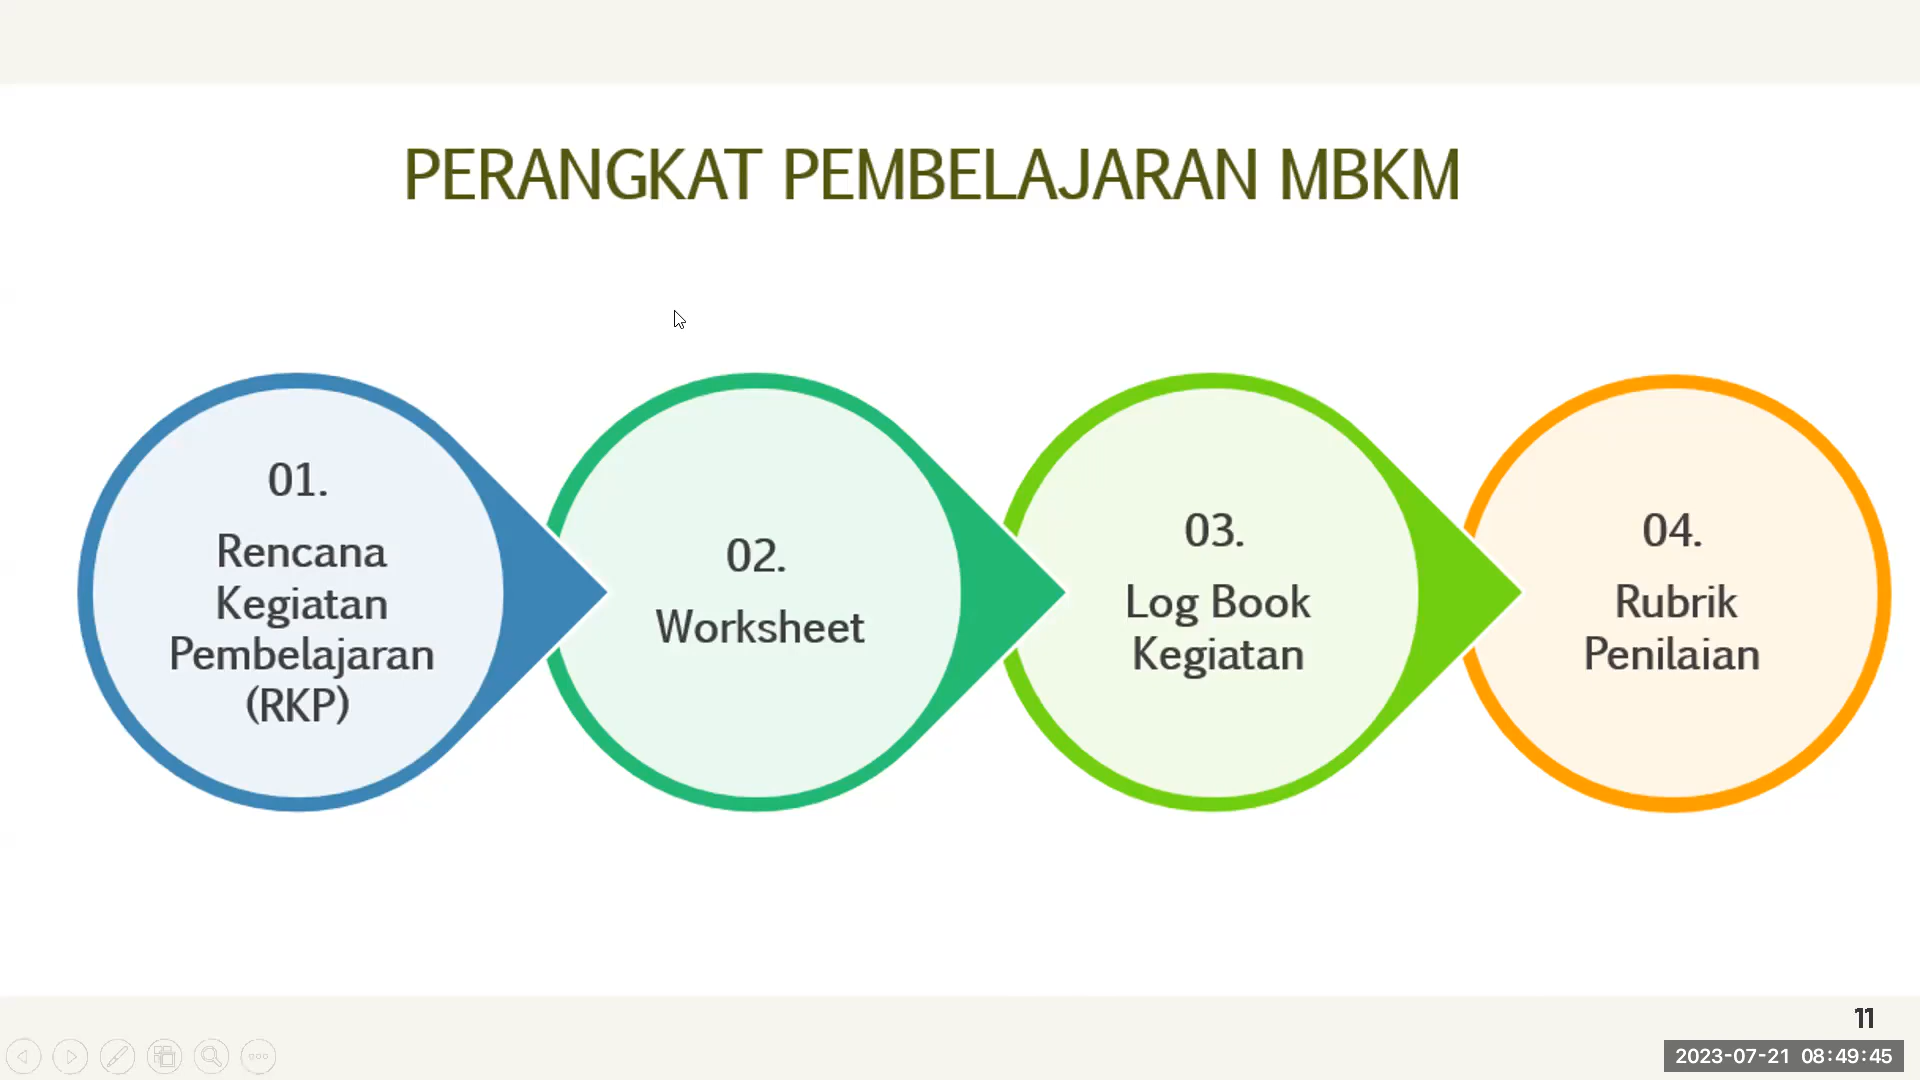 PERANGKAT PEMBELAJARAN MBKM
01.
Rencana
Kegiatan
Pembelajaran
(RKP)
02.
Worksheet
03.
Log Book
Kegiatan
04.
Rubrik
Penilaian
11
2023-07-21 08:49:45